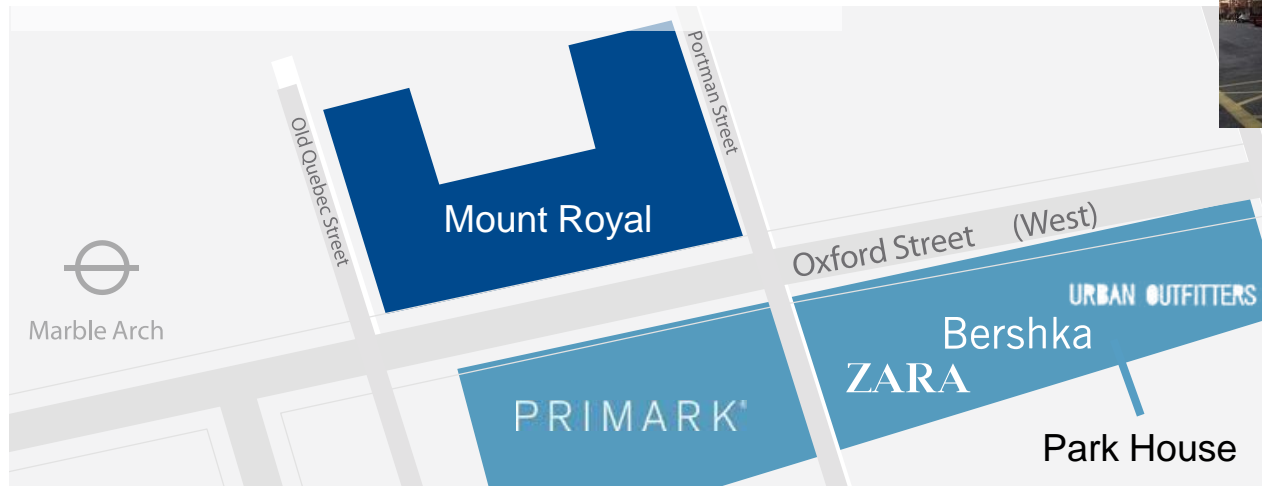 Old Quebec Street
Portman Street
Mount Royal
Oxford Street (West)
Marble Arch
URBAN OUTFITTERS
Bershka
ZARA
PRIMARK®
Park House